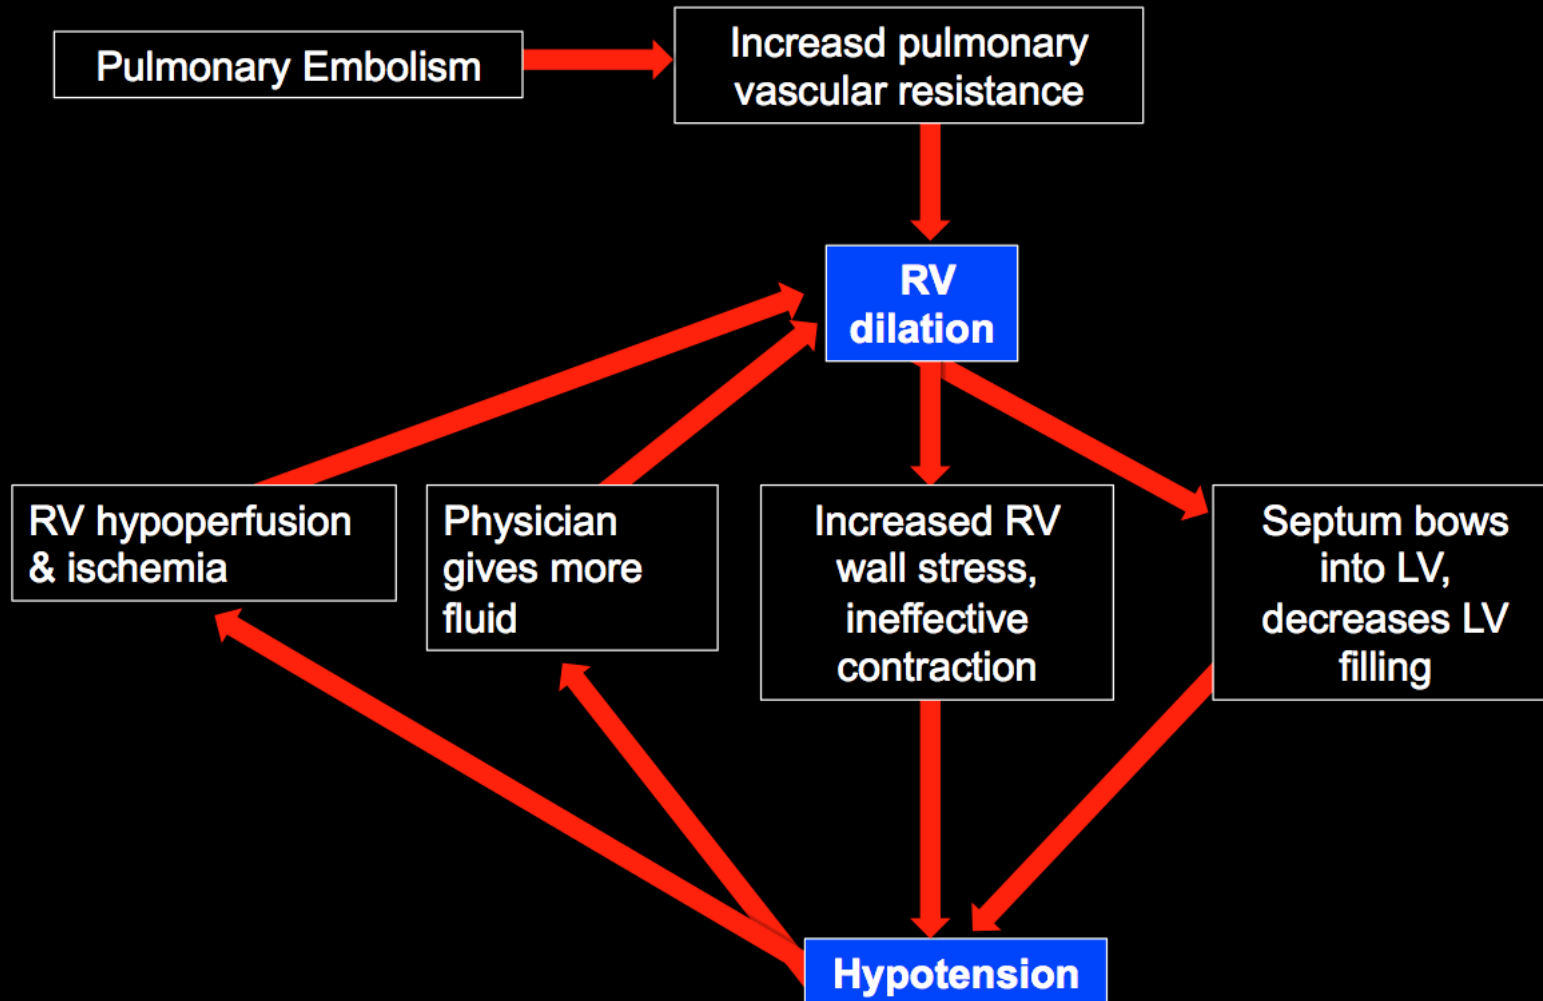 Pulmonary Embolism
Increasd pulmonary
vascular resistance
RV
dilation
RV hypoperfusion
& ischemia
Physician
gives more
fluid
Increased RV
wall stress,
ineffective
contraction
Septum bows
into LV,
decreases LV
filling
Hypotension